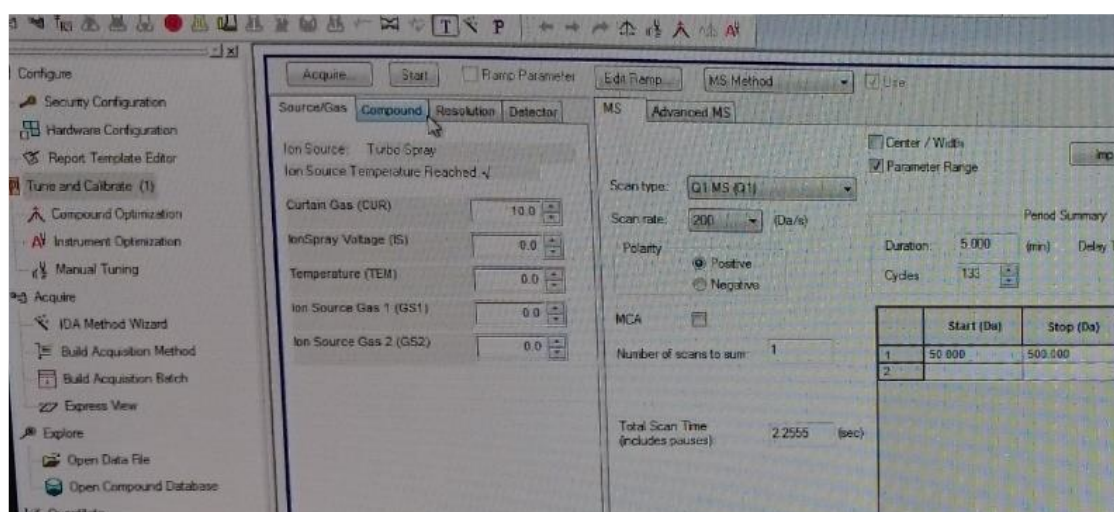 T P
Configure
Security Configuration
Hardware Configuration
Report Template Editor
Tune and Calibrate (1)
Compound Optimization
Instrument Optimization
Manual Tuning
Acquire
IDA Method Wizard
Build Acquisition Method
Build Acquisition Batch
Express View
Explore
Open Data File
Open Compound Database
Acquire... Start Ramp Parameter Edit Ramp... MS Method Use
Source/Gas Compound Resolution Detector
Ion Source: Turbo Spray
Ion Source Temperature Reached √
Curtain Gas (CUR) 10.0
IonSpray Voltage (IS) 0.0
Temperature (TEM) 0.0
Ion Source Gas 1 (GS1) 0.0
Ion Source Gas 2 (GS2) 0.0
MS Advanced MS
Center / Width
Parameter Range
Scan type: Q1 MS (Q1)
Scan rate: 200 (Da/s)
Polarity
Positive
Negative
MCA
Number of scans to sum: 1
Total Scan Time
(includes pauses): 2.2555 (sec)
Period Summary
Duration: 5.000 (min) Delay
Cycles: 133
Start (Da) Stop (Da)
1 50.000 500.000
2